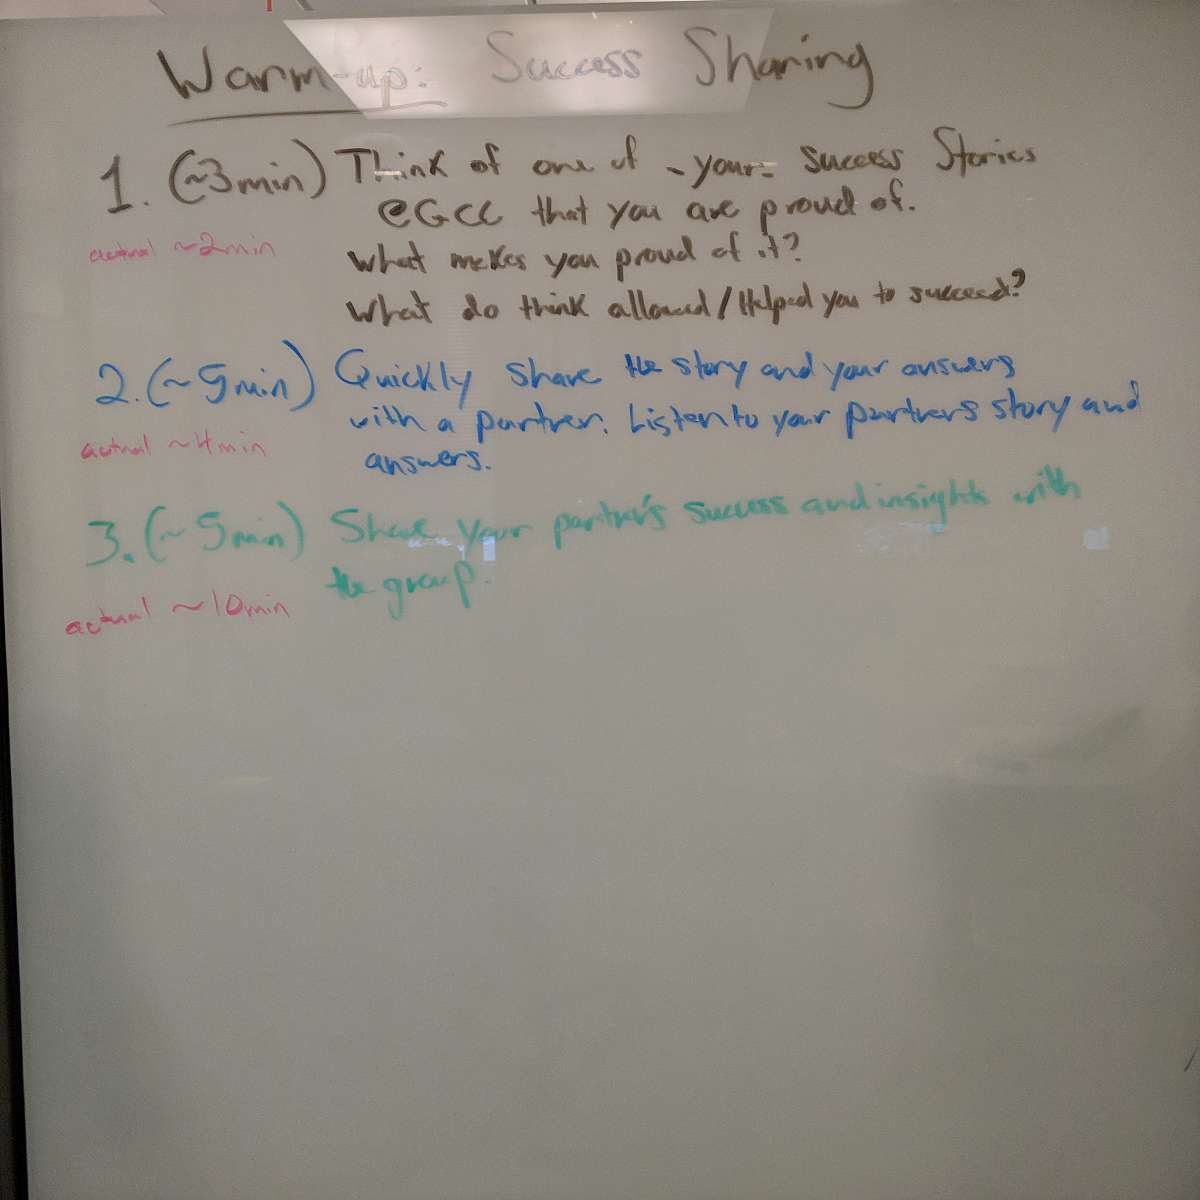 Warm-up: Success Sharing
1. (~3min) Think of one of -your- success Stories
@GCC that you are proud of.
actual ~2min
What makes you proud of it?
What do think allowed/Helped you to succeed?
2. (~5min) Quickly share the story and your answers
with a partner. Listen to your partners story and
actual ~4min
answers.
3. (~5min) Share your partner's success and insights with
the group.
actual ~10min